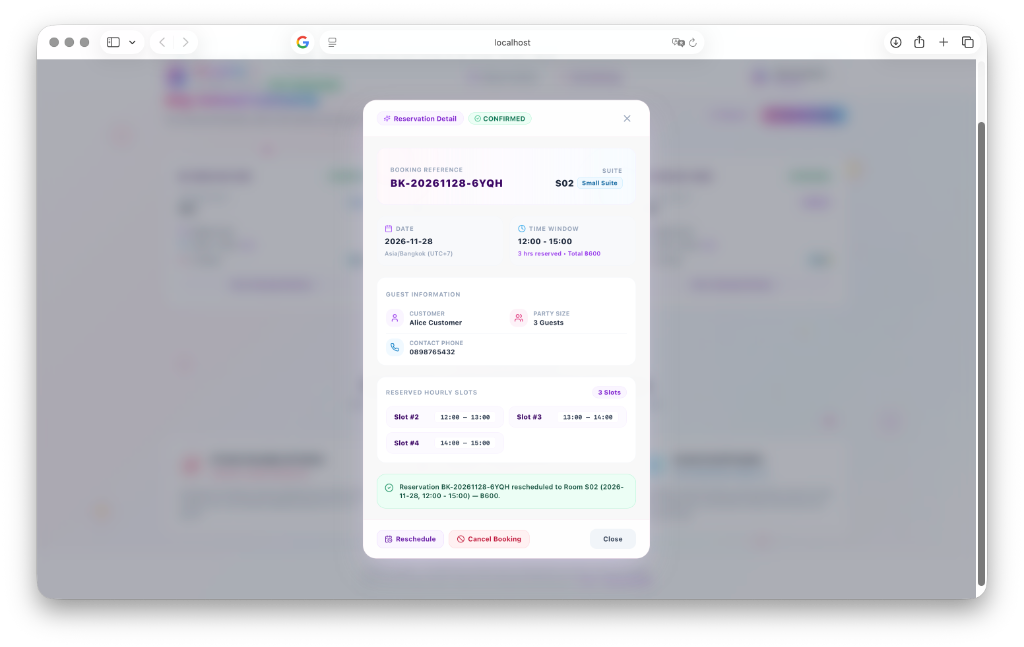 localhost
Reservation Detail CONFIRMED
BOOKING REFERENCE
BK-20261128-6YQH
SUITE
S02 Small Suite
DATE
2026-11-28
Asia/Bangkok (UTC+7)
TIME WINDOW
12:00 - 15:00
3 hrs reserved • Total ฿600
GUEST INFORMATION
CUSTOMER
Alice Customer
PARTY SIZE
3 Guests
CONTACT PHONE
0898765432
RESERVED HOURLY SLOTS 3 Slots
Slot #2 12:00 – 13:00
Slot #3 13:00 – 14:00
Slot #4 14:00 – 15:00
Reservation BK-20261128-6YQH rescheduled to Room S02 (2026-
11-28, 12:00 - 15:00) — ฿600.
Reschedule Cancel Booking Close